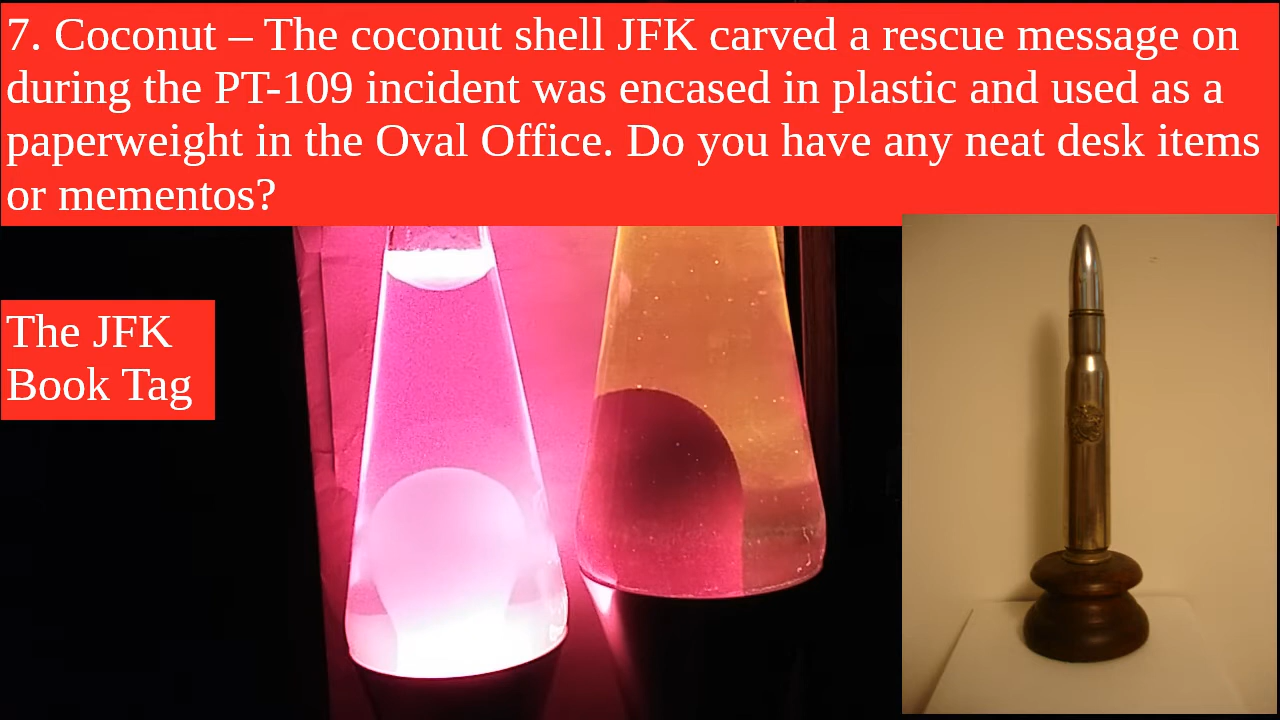 7. Coconut – The coconut shell JFK carved a rescue message on
during the PT-109 incident was encased in plastic and used as a
paperweight in the Oval Office. Do you have any neat desk items
or mementos?
The JFK
Book Tag